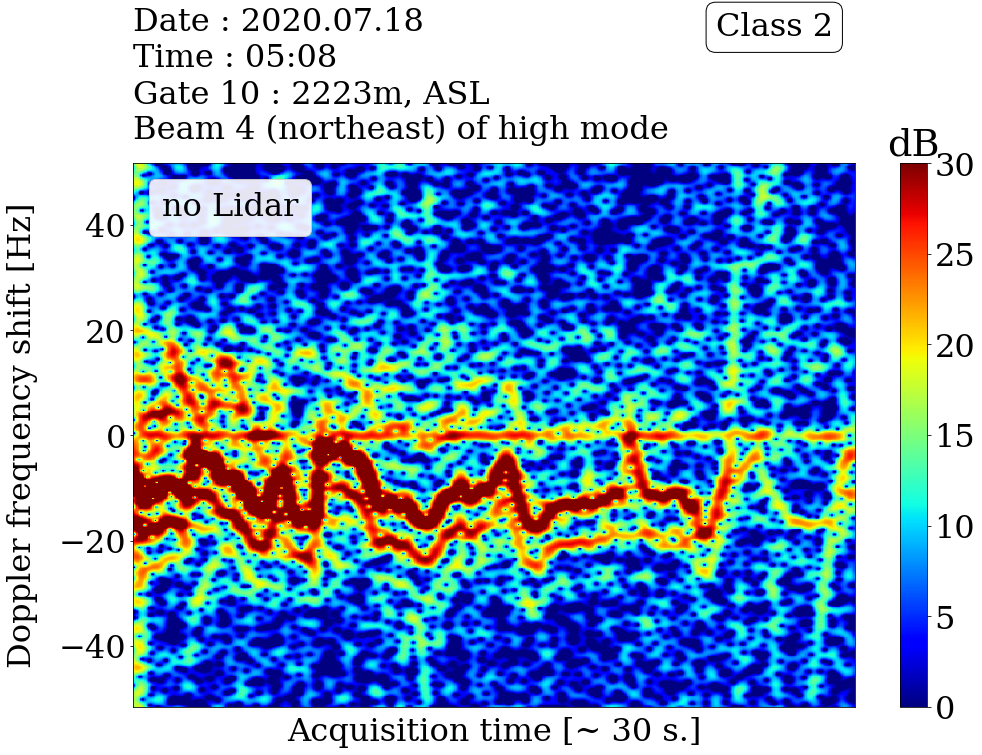 Date : 2020.07.18
Time : 05:08
Gate 10 : 2223m, ASL
Beam 4 (northeast) of high mode
Class 2
dB
no Lidar
Doppler frequency shift [Hz]
40
20
0
−20
−40
30
25
20
15
10
5
0
Acquisition time [~ 30 s.]